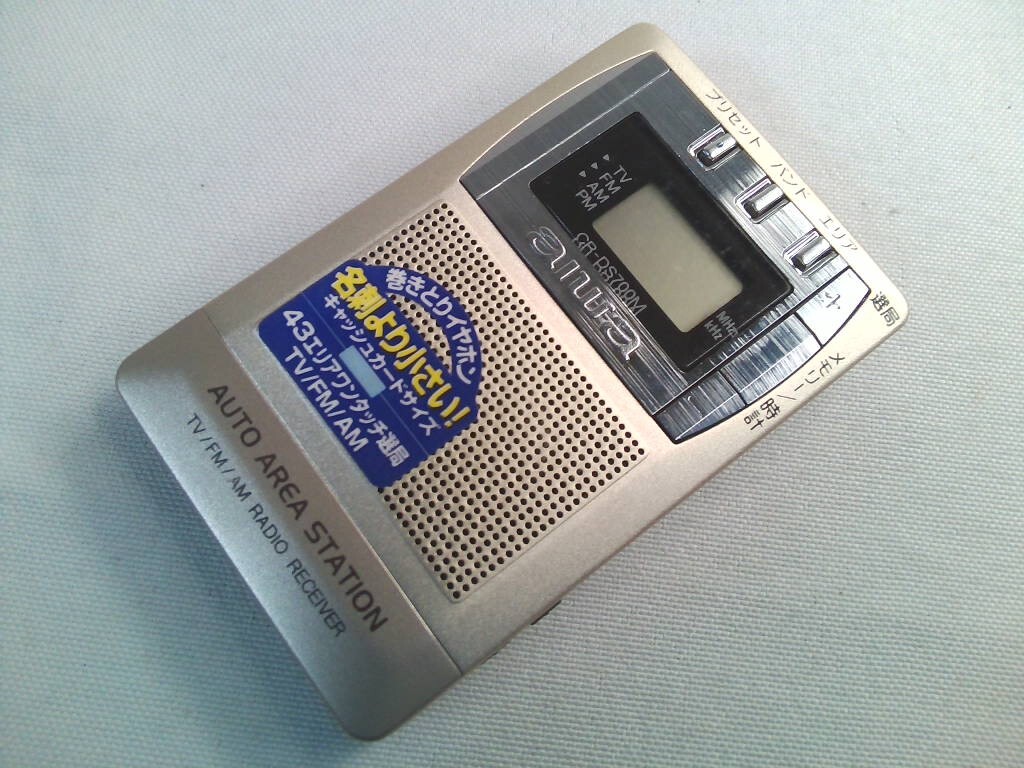 プリセット
バンド
エリア
選局
メモリー/時計
TV
FM
AM
PM
MHz
kHz
CR-RS700M
aiwa
巻きとりイヤホン
名刺より小さい!
キャッシュカードサイズ
43エリアワンタッチ選局
TV/FM/AM
AUTO AREA STATION
TV/FM/AM RADIO RECEIVER